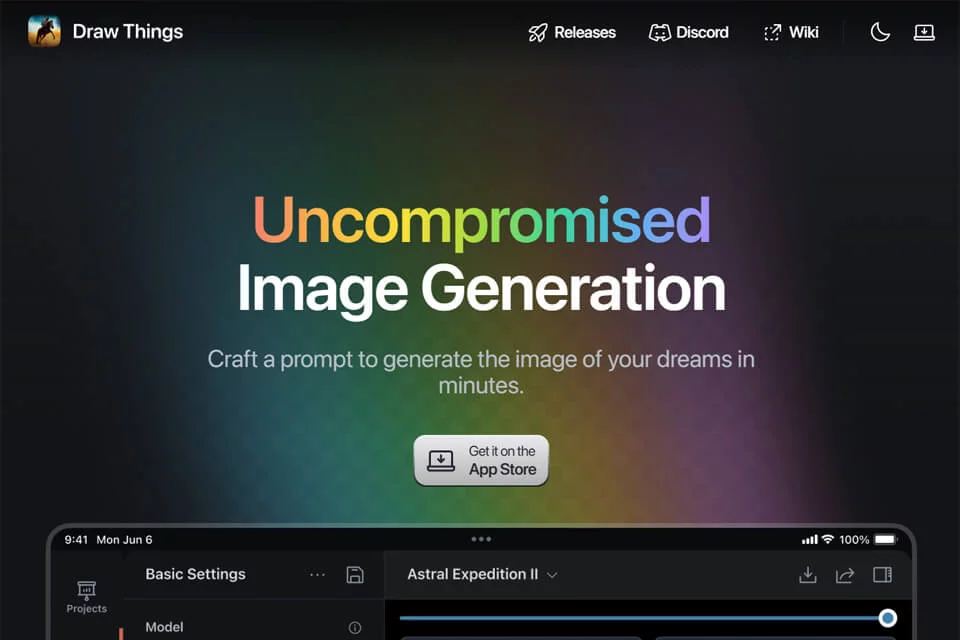 Draw Things
Releases
Discord
Wiki
Uncompromised
Image Generation
Craft a prompt to generate the image of your dreams in
minutes.
Get it on the
App Store
9:41 Mon Jun 6
100%
Basic Settings
Astral Expedition II
Projects
Model